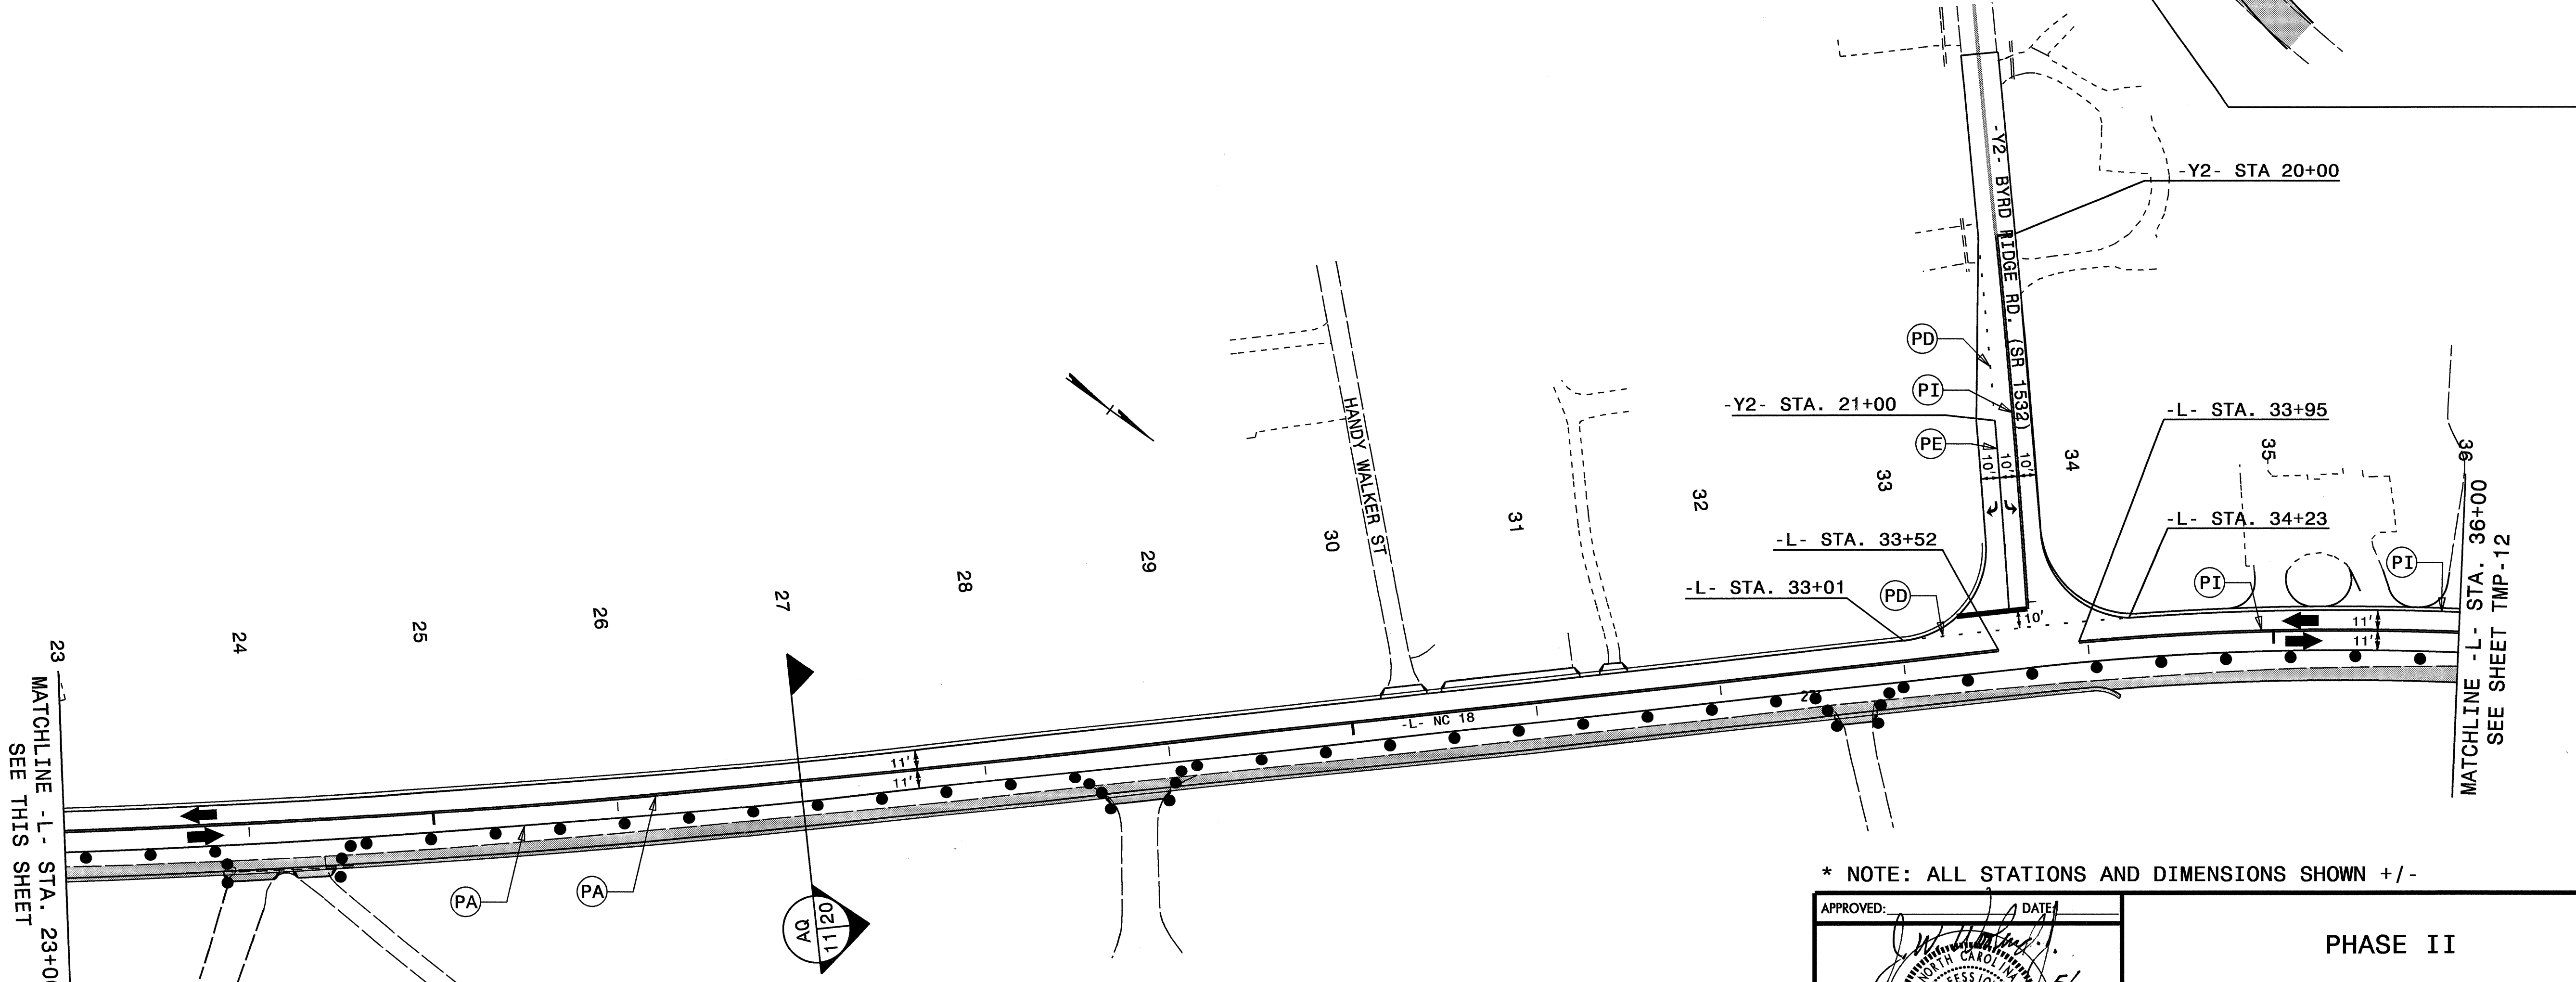 -Y2- STA 20+00
-Y2- BYRD RIDGE RD. (SR 1532)
PD
PI
-Y2- STA. 21+00
PE
10'
10'
10'
-L- STA. 33+95
-L- STA. 34+23
-L- STA. 33+52
-L- STA. 33+01
PD
10'
PI
PI
11'
11'
HANDY WALKER ST
23
24
25
26
27
28
29
30
31
32
33
34
35
36
MATCHLINE -L- STA. 36+00
SEE SHEET TMP-12
-L- NC 18
11'
11'
PA
PA
AQ
11 20
MATCHLINE -L- STA. 23+00
SEE THIS SHEET
* NOTE: ALL STATIONS AND DIMENSIONS SHOWN +/-
APPROVED: DATE:
NORTH CAROLINA
PHASE II